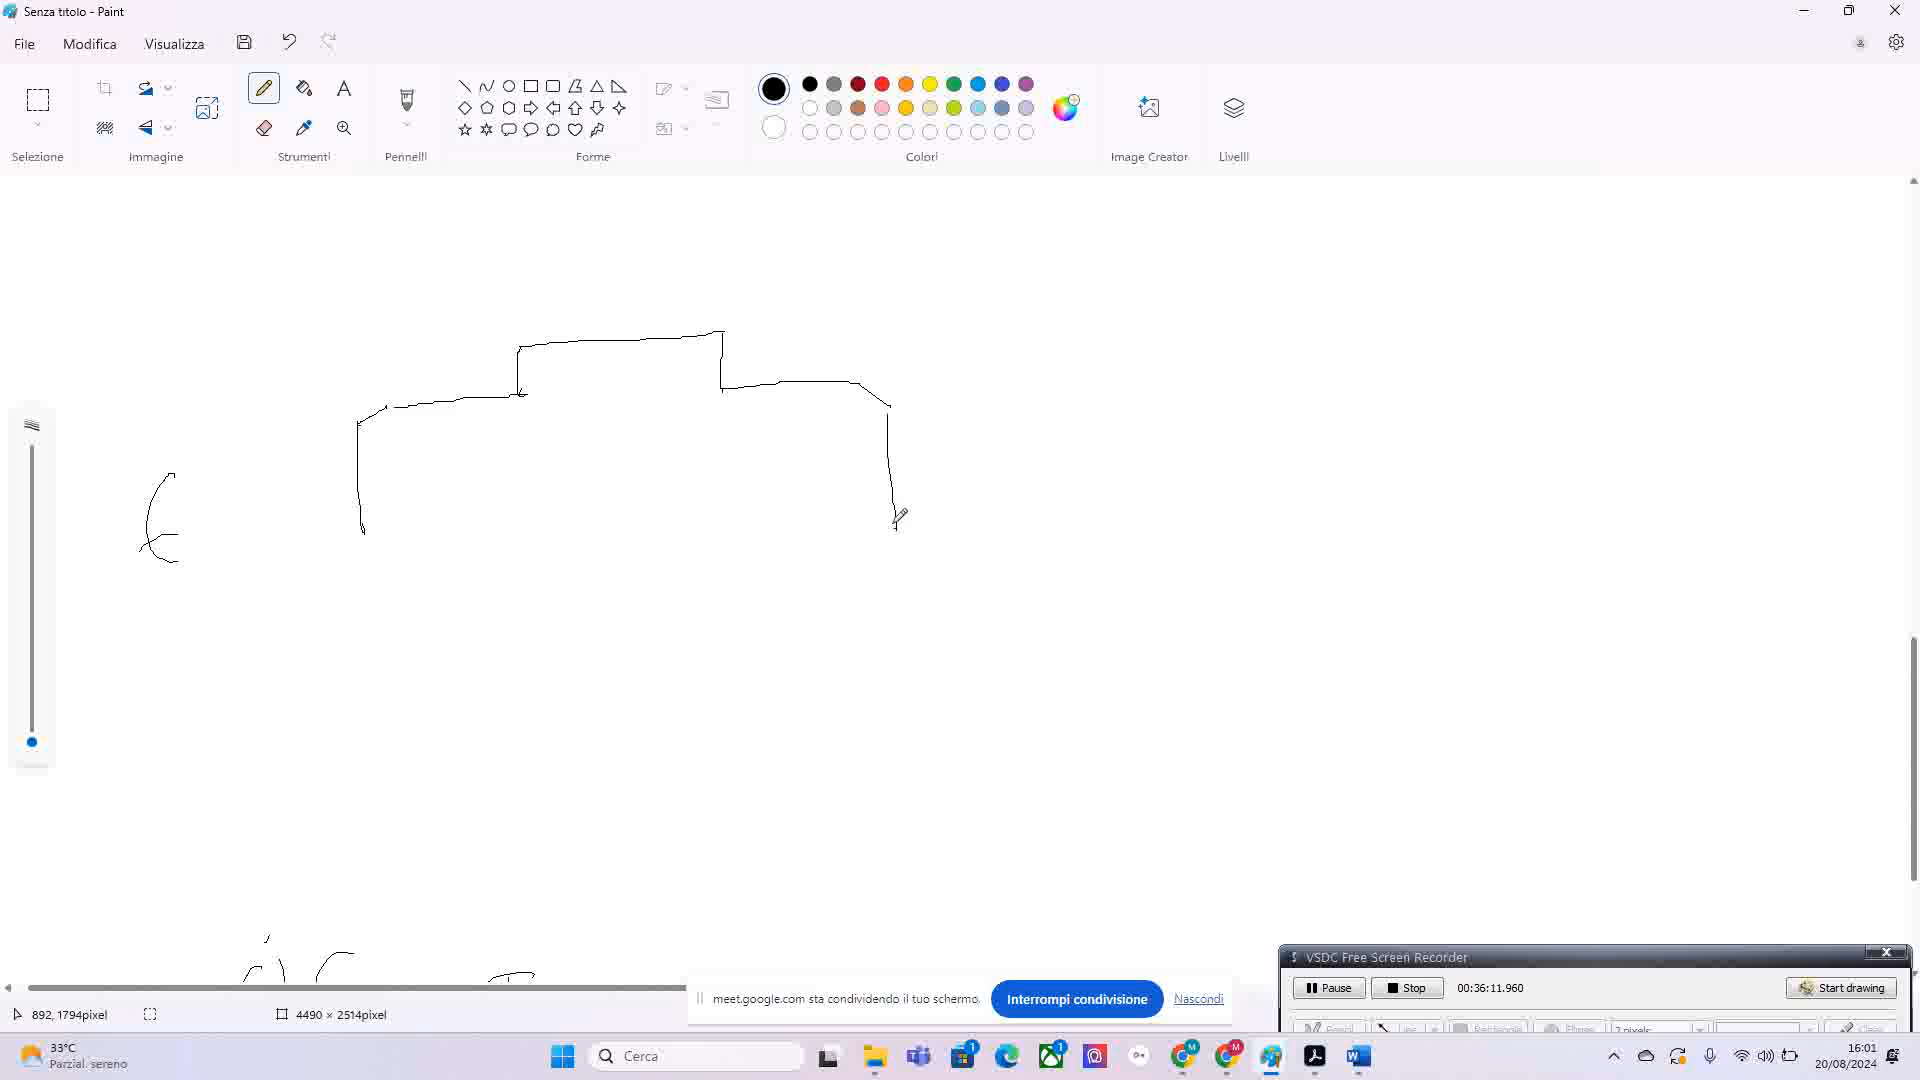 Senza titolo - Paint
File Modifica Visualizza
Selezione Immagine Strumenti Pennelli Forme Colori Image Creator Livelli
VSDC Free Screen Recorder
Pause Stop 00:36:11.960 Start drawing
meet.google.com sta condividendo il tuo schermo. Interrompi condivisione Nascondi
892, 1794pixel 4490 × 2514pixel
33°C
Parzial. sereno
Cerca
16:01
20/08/2024